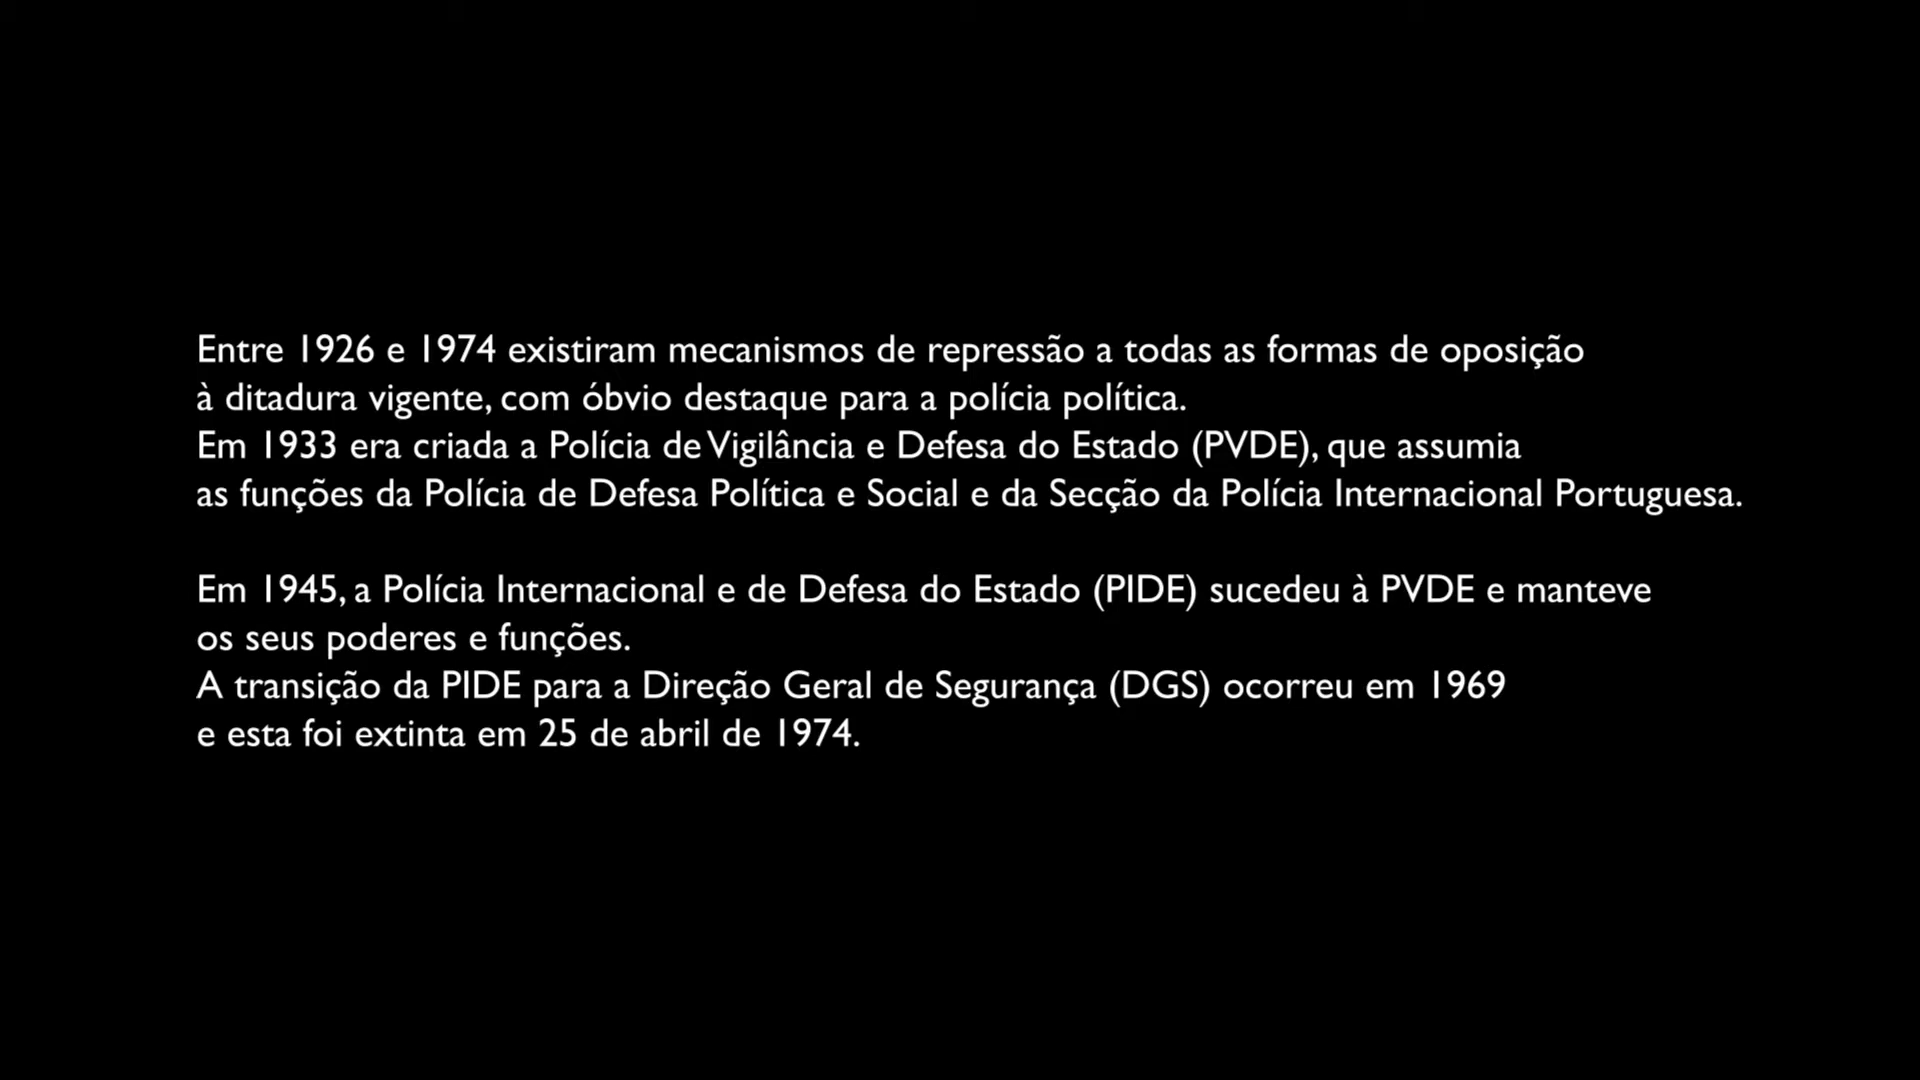 Entre 1926 e 1974 existiram mecanismos de repressão a todas as formas de oposição
à ditadura vigente, com óbvio destaque para a polícia política.
Em 1933 era criada a Polícia de Vigilância e Defesa do Estado (PVDE), que assumia
as funções da Polícia de Defesa Política e Social e da Secção da Polícia Internacional Portuguesa.
Em 1945, a Polícia Internacional e de Defesa do Estado (PIDE) sucedeu à PVDE e manteve
os seus poderes e funções.
A transição da PIDE para a Direção Geral de Segurança (DGS) ocorreu em 1969
e esta foi extinta em 25 de abril de 1974.